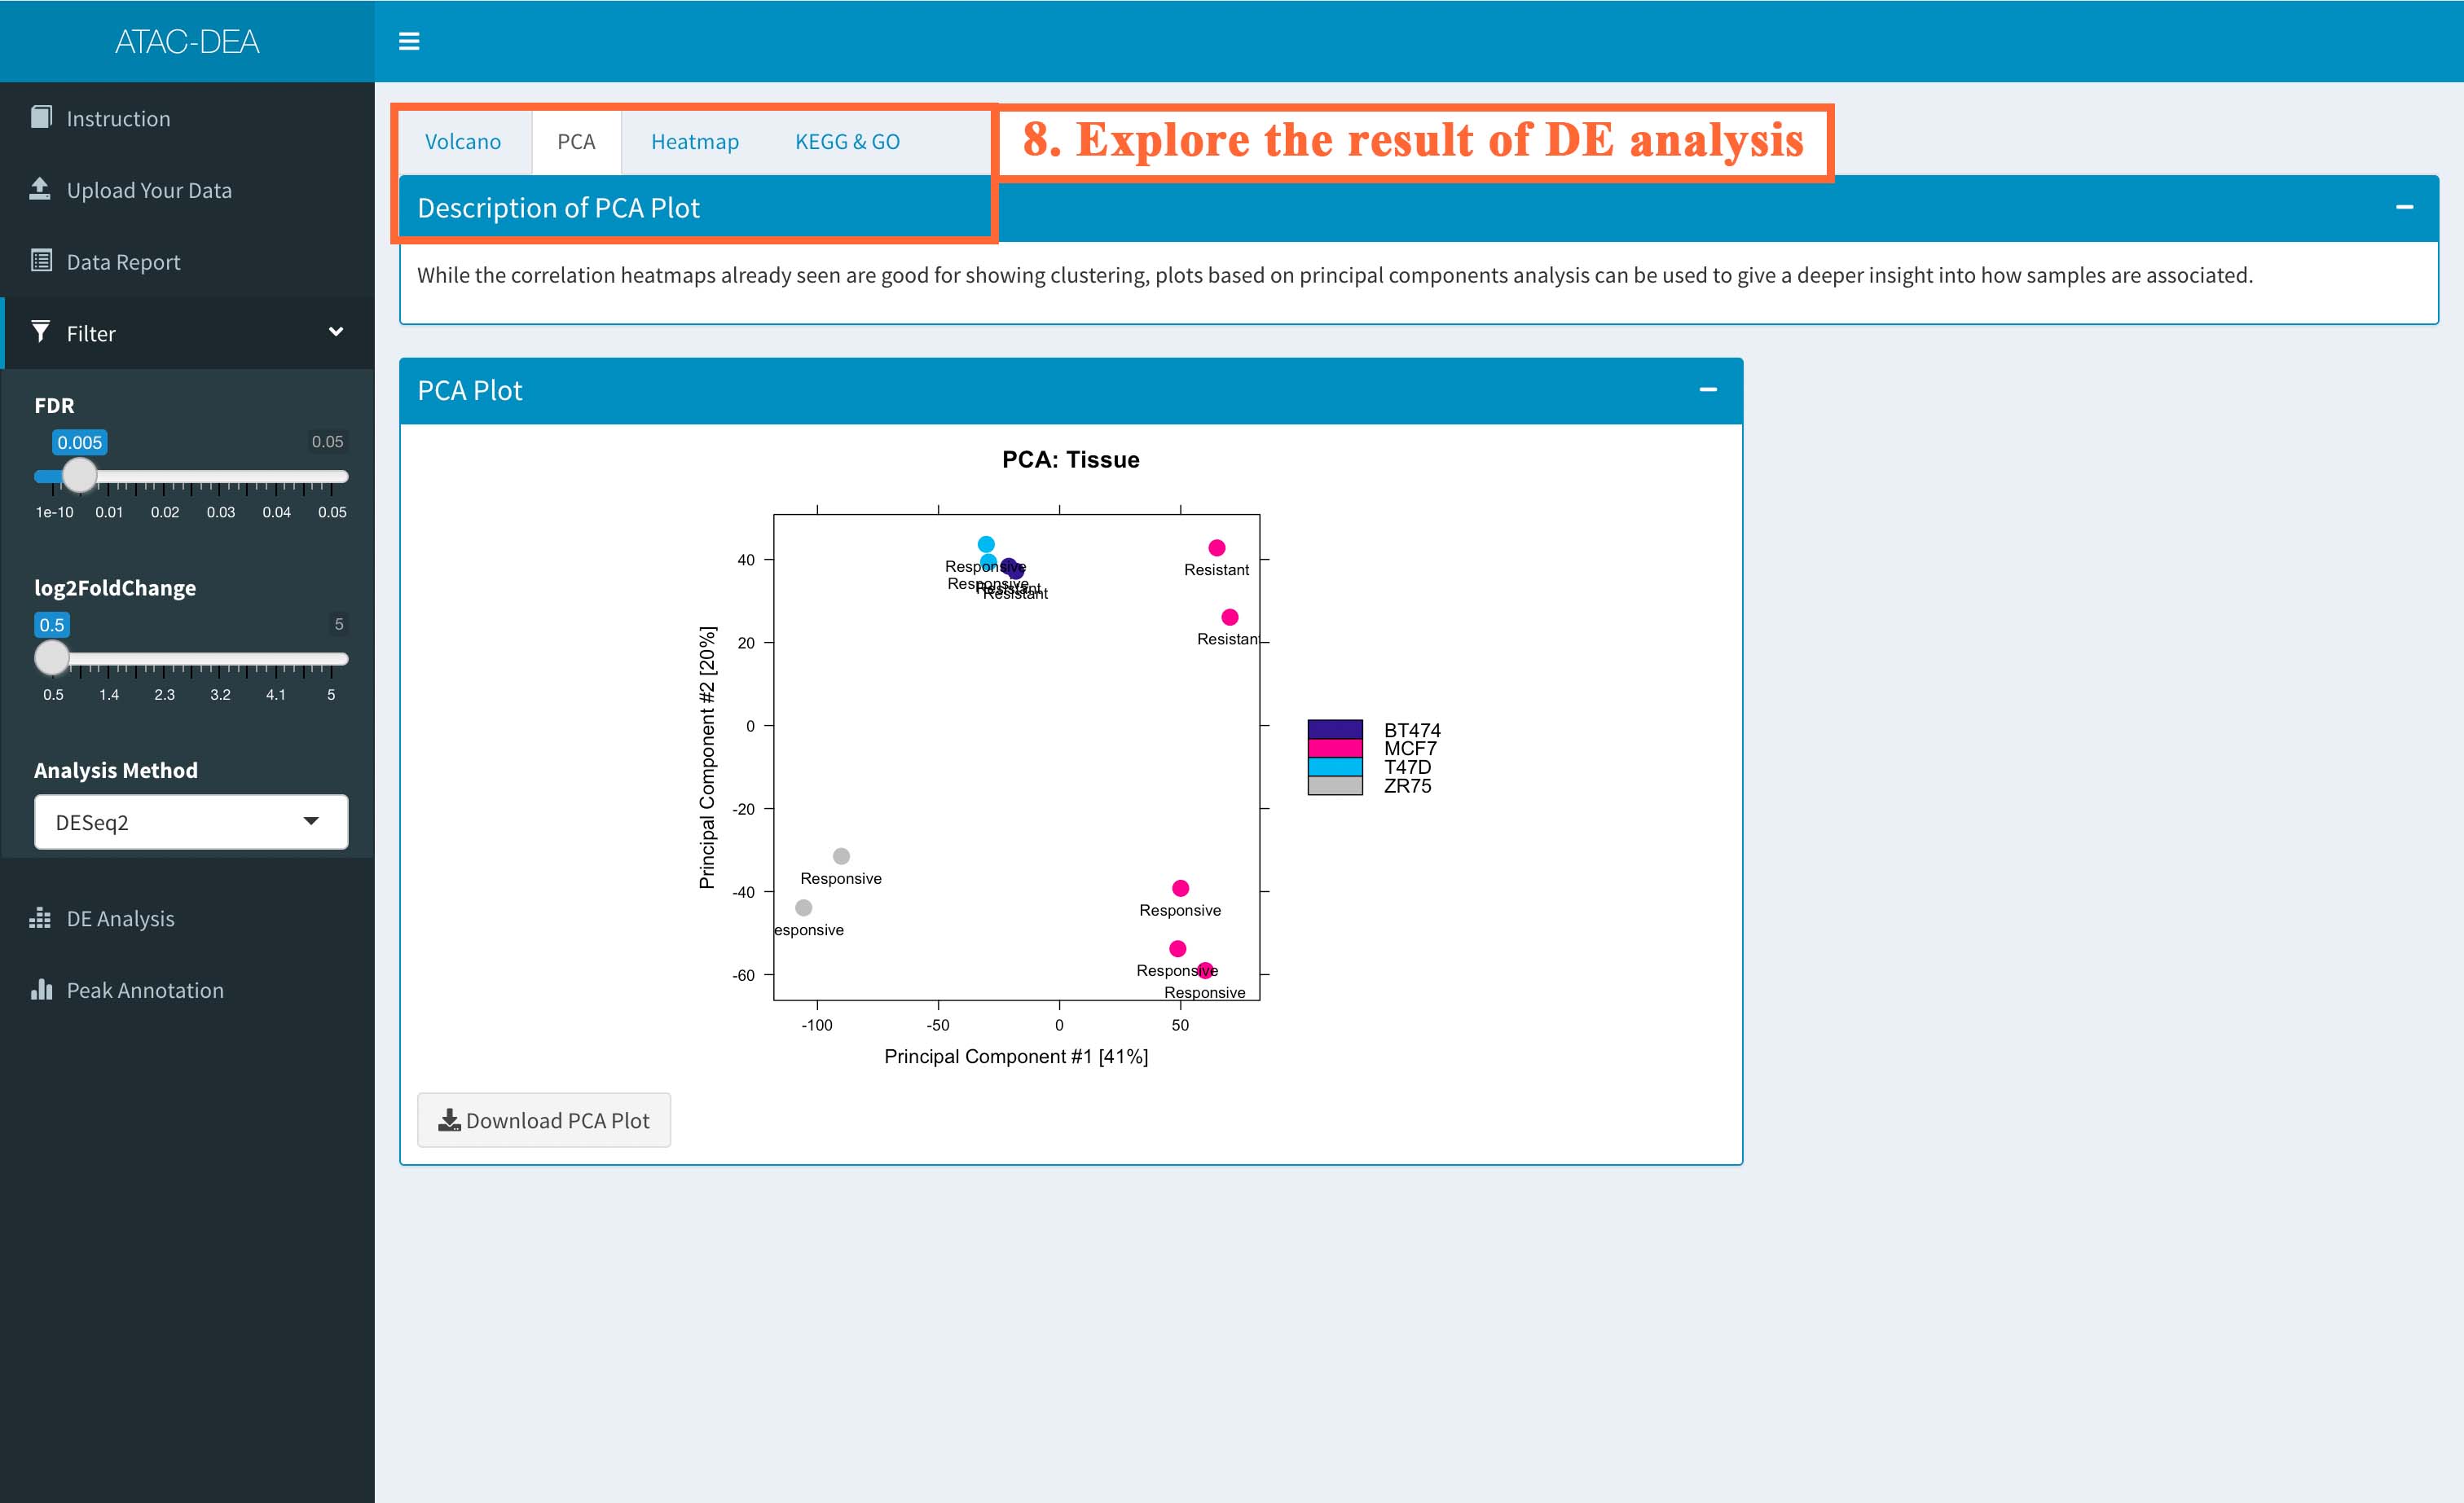 ATAC-DEA
Instruction
Upload Your Data
Data Report
Filter
FDR
0.005 0.05
1e-10 0.01 0.02 0.03 0.04 0.05
log2FoldChange
0.5 5
0.5 1.4 2.3 3.2 4.1 5
Analysis Method
DESeq2
DE Analysis
Peak Annotation
Volcano PCA Heatmap KEGG & GO
8. Explore the result of DE analysis
Description of PCA Plot
While the correlation heatmaps already seen are good for showing clustering, plots based on principal components analysis can be used to give a deeper insight into how samples are associated.
PCA Plot
PCA: Tissue
Principal Component #2 [20%]
40
20
0
-20
-40
-60
Responsive
Responsive
Resistant
Resistant
Resistant
Resistan
Responsive
esponsive
Responsive
Responsive
Responsive
BT474
MCF7
T47D
ZR75
-100 -50 0 50
Principal Component #1 [41%]
Download PCA Plot